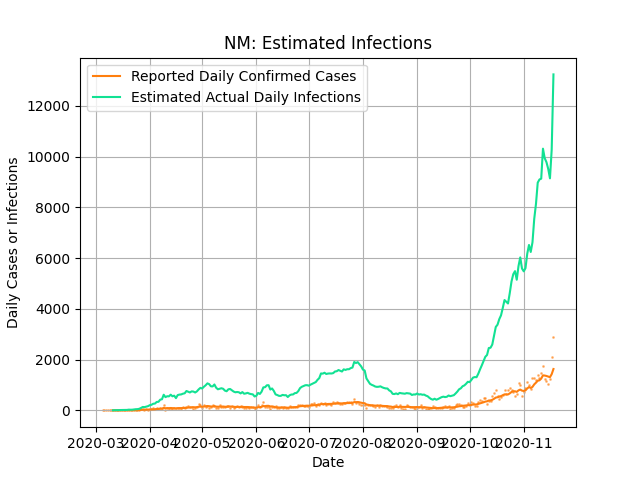 NM: Estimated Infections
Reported Daily Confirmed Cases
Estimated Actual Daily Infections
Daily Cases or Infections
12000
10000
8000
6000
4000
2000
0
2020-03 2020-04 2020-05 2020-06 2020-07 2020-08 2020-09 2020-10 2020-11
Date